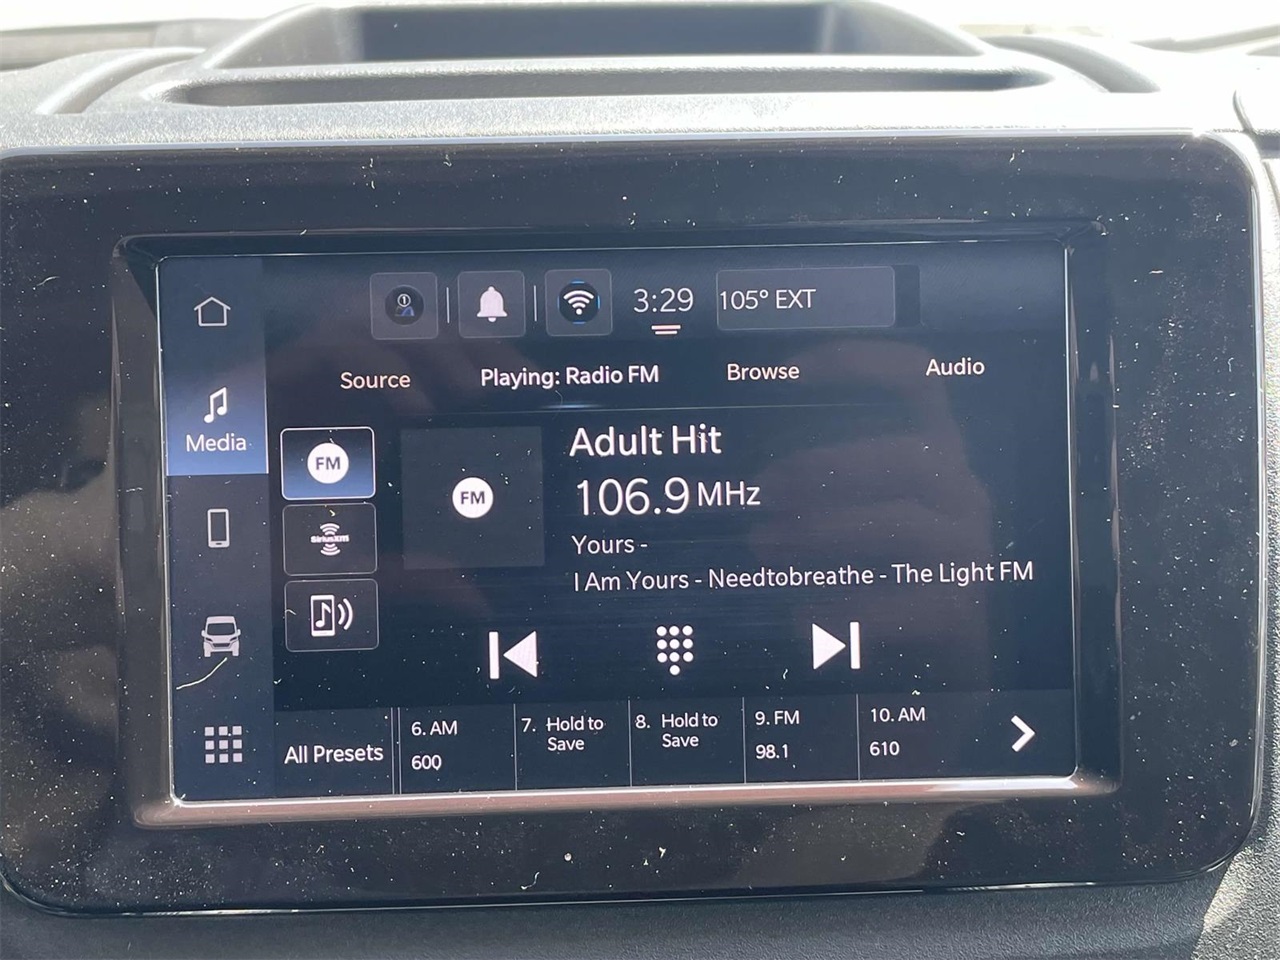 1
3:29
105° EXT
Source
Playing: Radio FM
Browse
Audio
Media
FM
FM
Adult Hit
106.9 MHz
SiriusXM
Yours -
I Am Yours - Needtobreathe - The Light FM
All Presets
6. AM
600
7. Hold to
Save
8. Hold to
Save
9. FM
98.1
10. AM
610